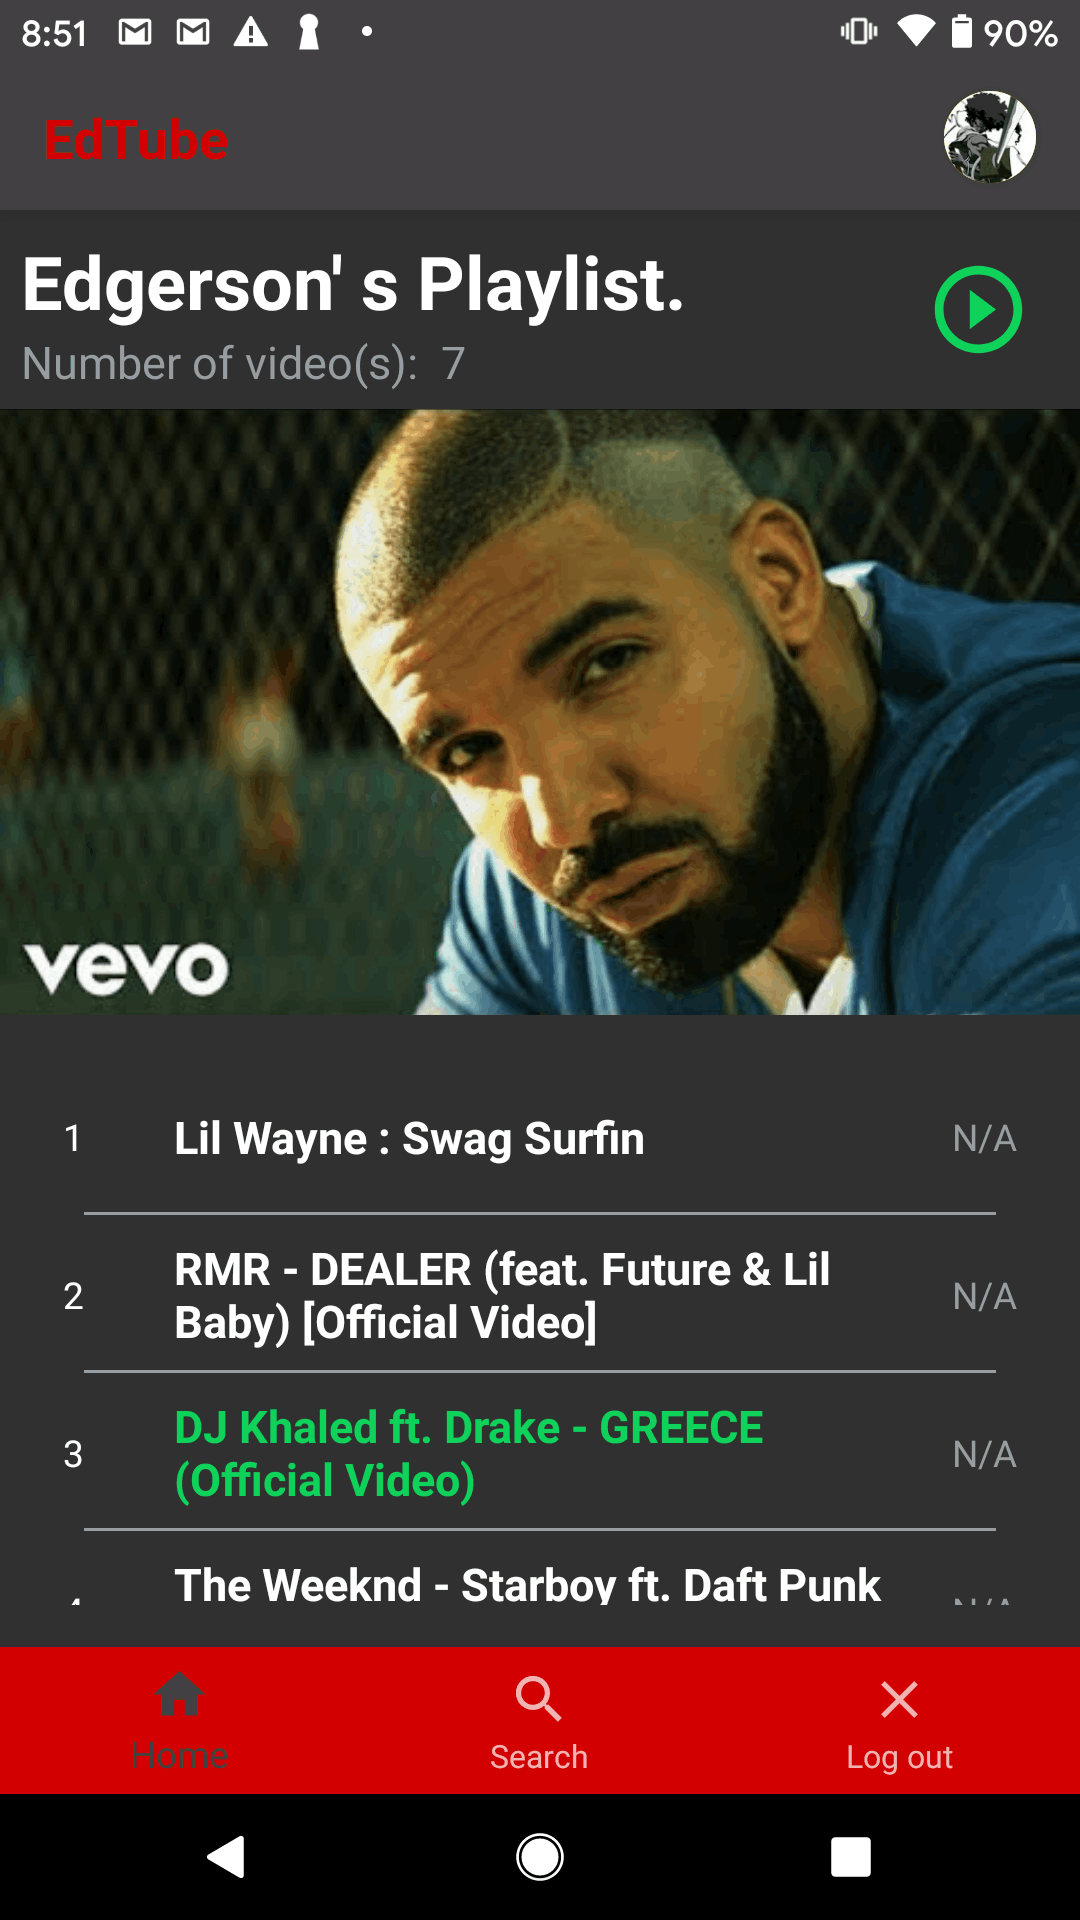 8:51
90%
EdTube
Edgerson' s Playlist.
Number of video(s): 7
vevo
1 Lil Wayne : Swag Surfin N/A
RMR - DEALER (feat. Future & Lil
2 N/A
Baby) [Official Video]
DJ Khaled ft. Drake - GREECE
3 N/A
(Official Video)
The Weeknd - Starboy ft. Daft Punk
N/A
Home Search Log out